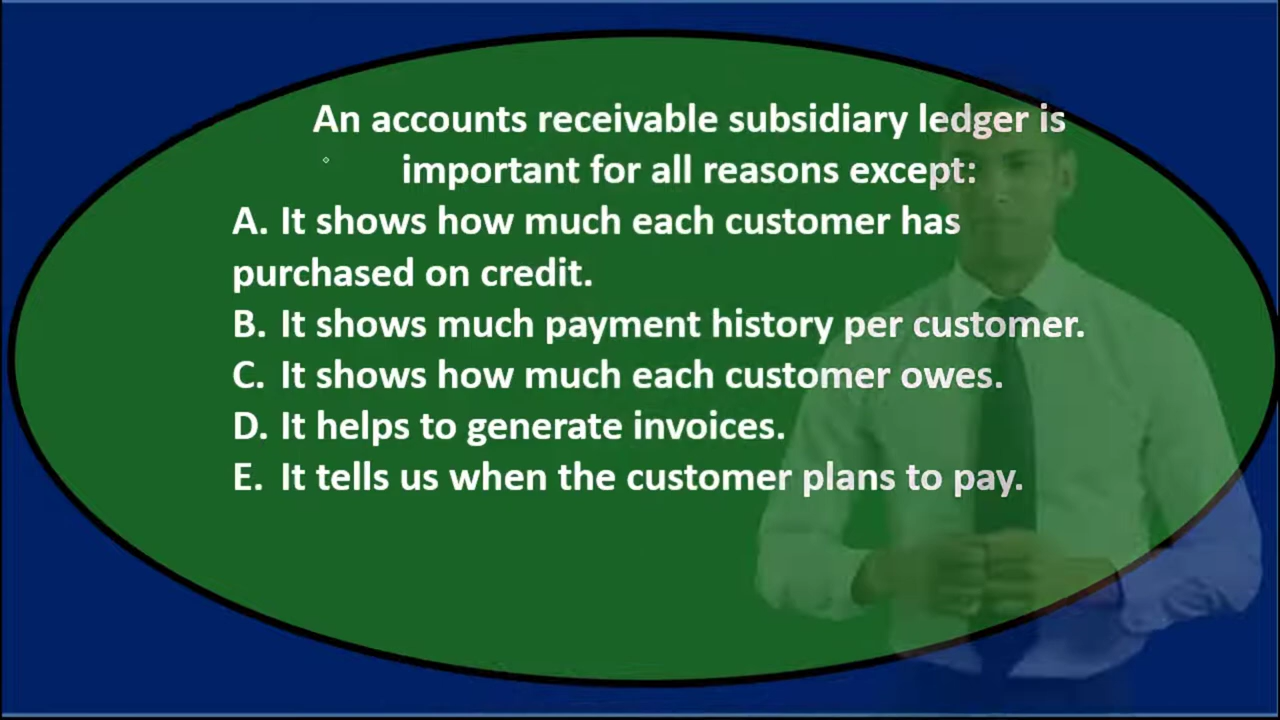 An accounts receivable subsidiary ledger is
important for all reasons except:
A. It shows how much each customer has
purchased on credit.
B. It shows much payment history per customer.
C. It shows how much each customer owes.
D. It helps to generate invoices.
E. It tells us when the customer plans to pay.